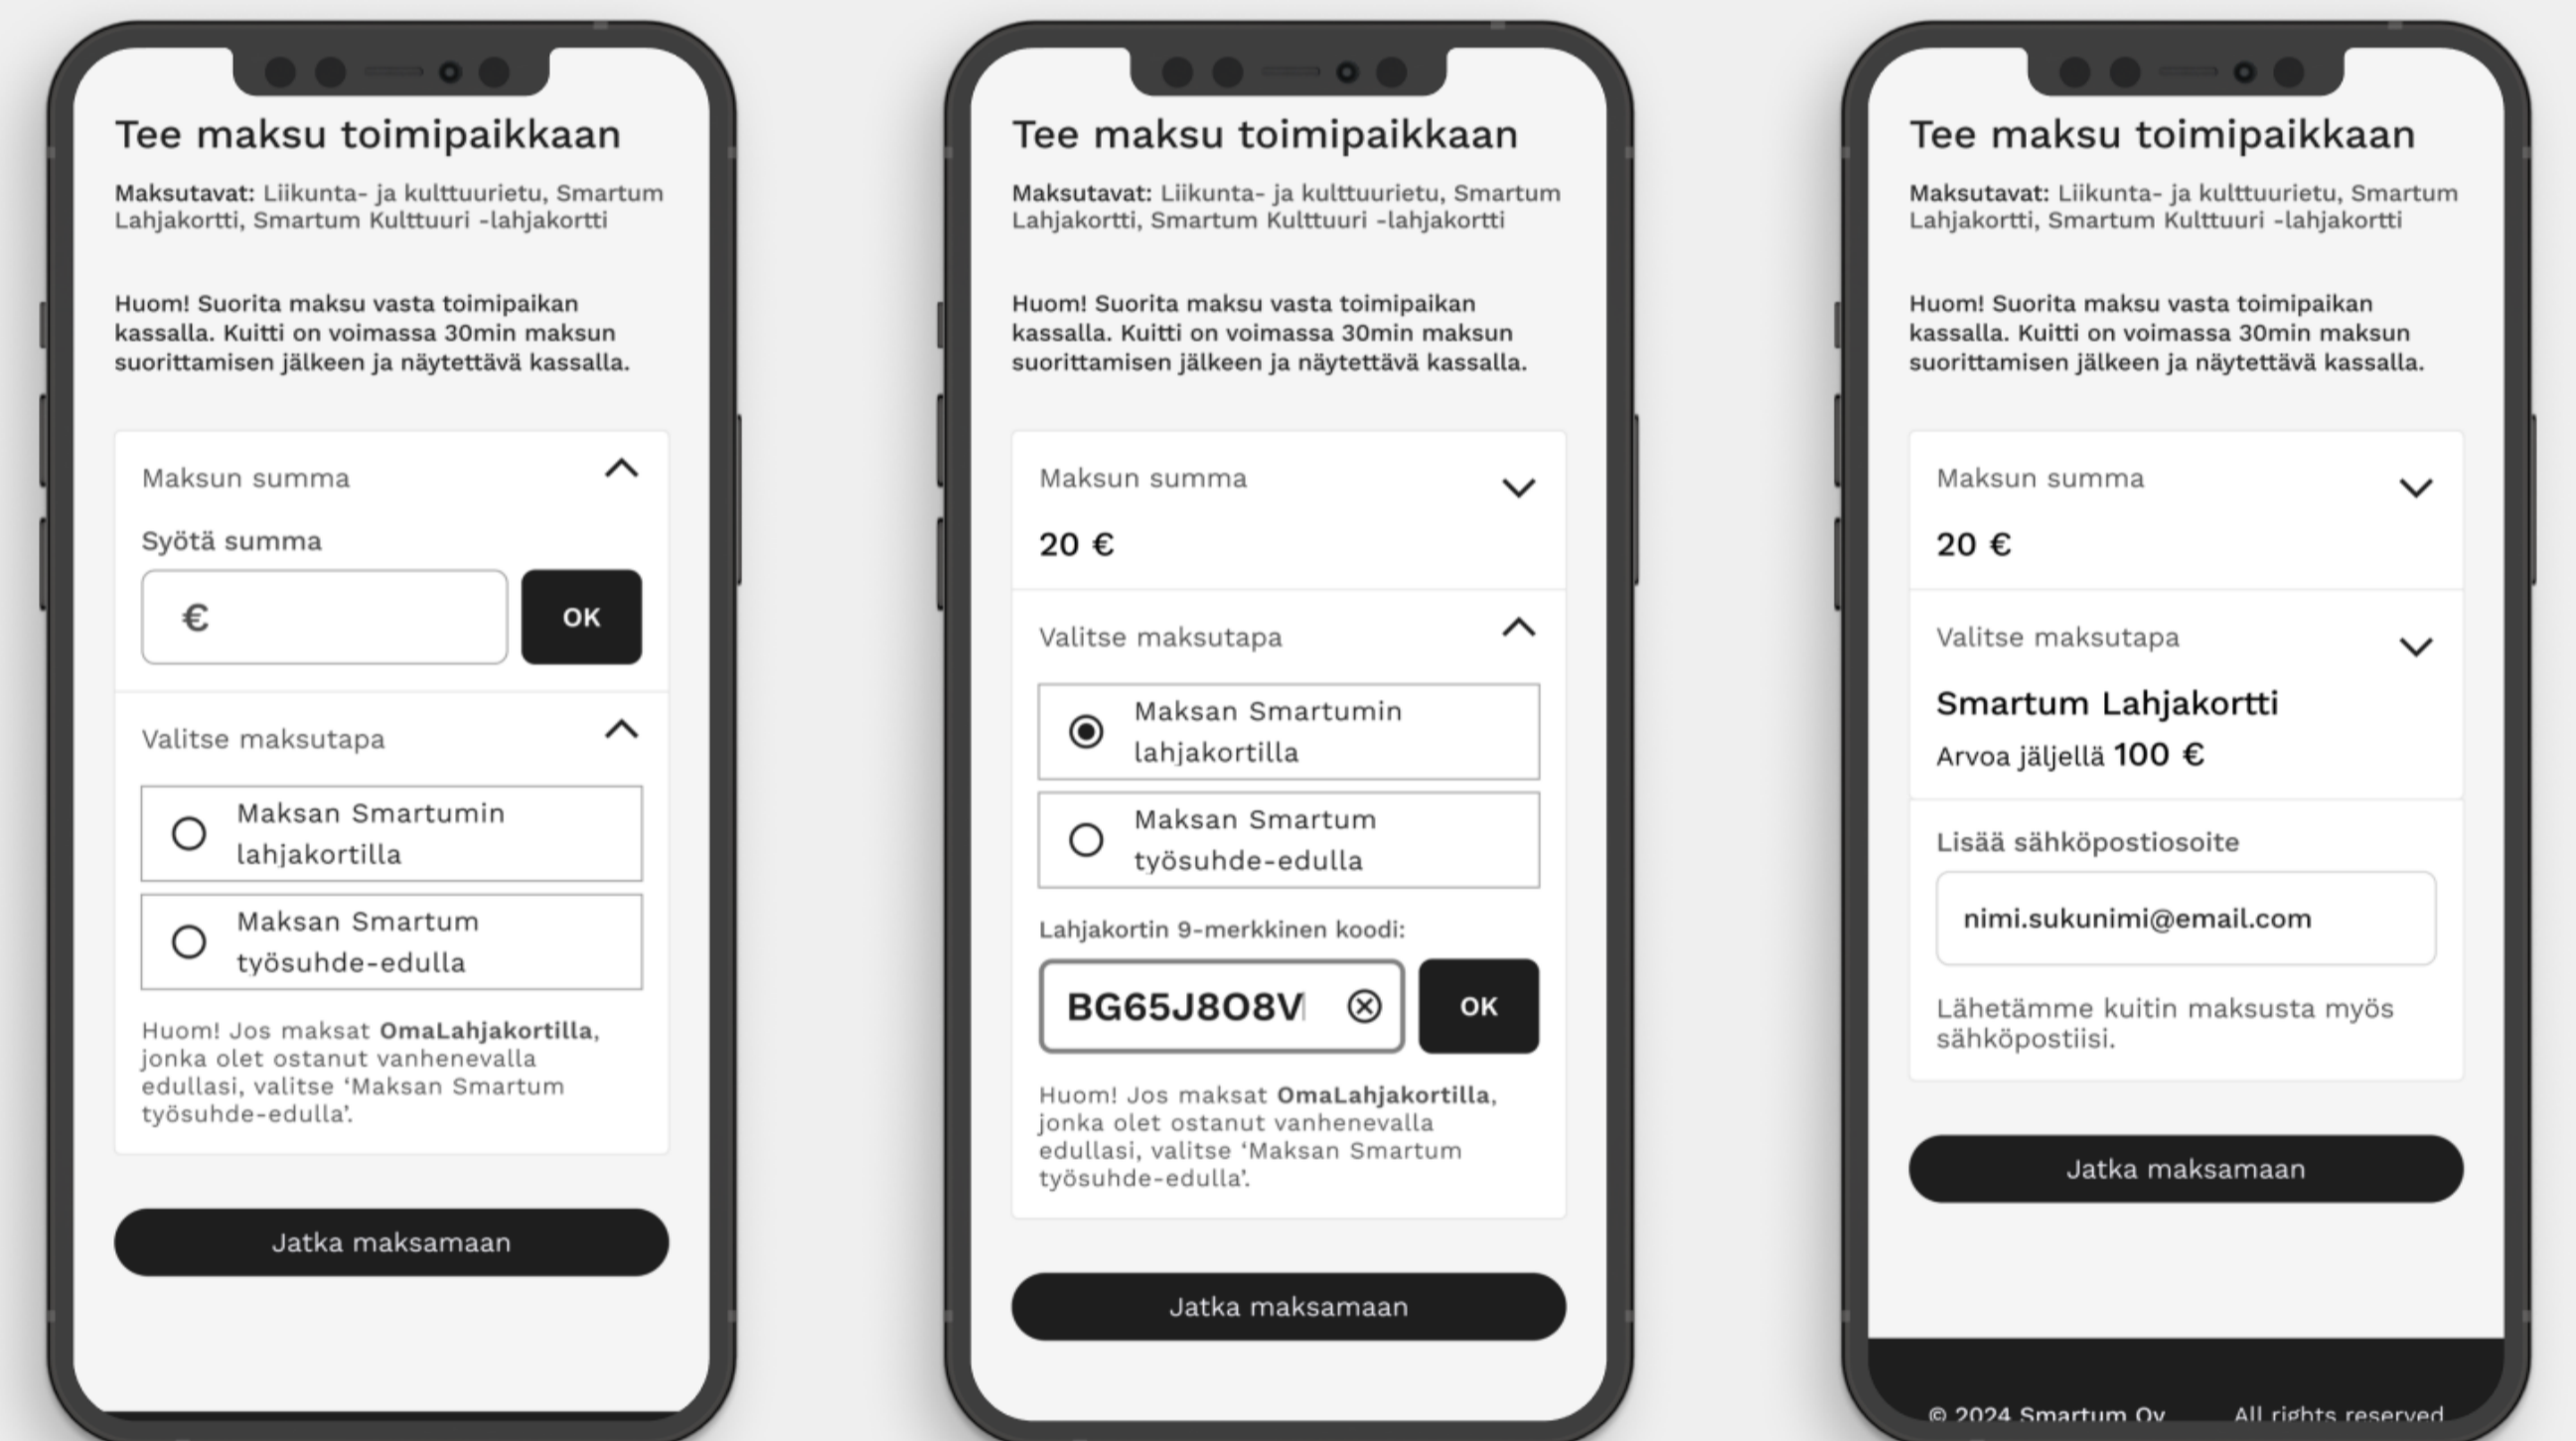 Tee maksu toimipaikkaan
Maksutavat: Liikunta- ja kulttuurietu, Smartum
Lahjakortti, Smartum Kulttuuri -lahjakortti
Huom! Suorita maksu vasta toimipaikan
kassalla. Kuitti on voimassa 30min maksun
suorittamisen jälkeen ja näytettävä kassalla.
Maksun summa
Syötä summa
€
OK
Valitse maksutapa
Maksan Smartumin
lahjakortilla
Maksan Smartum
työsuhde-edulla
Huom! Jos maksat OmaLahjakortilla,
jonka olet ostanut vanhenevalla
edullasi, valitse ‘Maksan Smartum
työsuhde-edulla’.
Jatka maksamaan
Tee maksu toimipaikkaan
Maksutavat: Liikunta- ja kulttuurietu, Smartum
Lahjakortti, Smartum Kulttuuri -lahjakortti
Huom! Suorita maksu vasta toimipaikan
kassalla. Kuitti on voimassa 30min maksun
suorittamisen jälkeen ja näytettävä kassalla.
Maksun summa
20 €
Valitse maksutapa
Maksan Smartumin
lahjakortilla
Maksan Smartum
työsuhde-edulla
Lahjakortin 9-merkkinen koodi:
BG65J8O8V
OK
Huom! Jos maksat OmaLahjakortilla,
jonka olet ostanut vanhenevalla
edullasi, valitse ‘Maksan Smartum
työsuhde-edulla’.
Jatka maksamaan
Tee maksu toimipaikkaan
Maksutavat: Liikunta- ja kulttuurietu, Smartum
Lahjakortti, Smartum Kulttuuri -lahjakortti
Huom! Suorita maksu vasta toimipaikan
kassalla. Kuitti on voimassa 30min maksun
suorittamisen jälkeen ja näytettävä kassalla.
Maksun summa
20 €
Valitse maksutapa
Smartum Lahjakortti
Arvoa jäljellä 100 €
Lisää sähköpostiosoite
nimi.sukunimi@email.com
Lähetämme kuitin maksusta myös
sähköpostiisi.
Jatka maksamaan
© 2024 Smartum Oy
All rights reserved